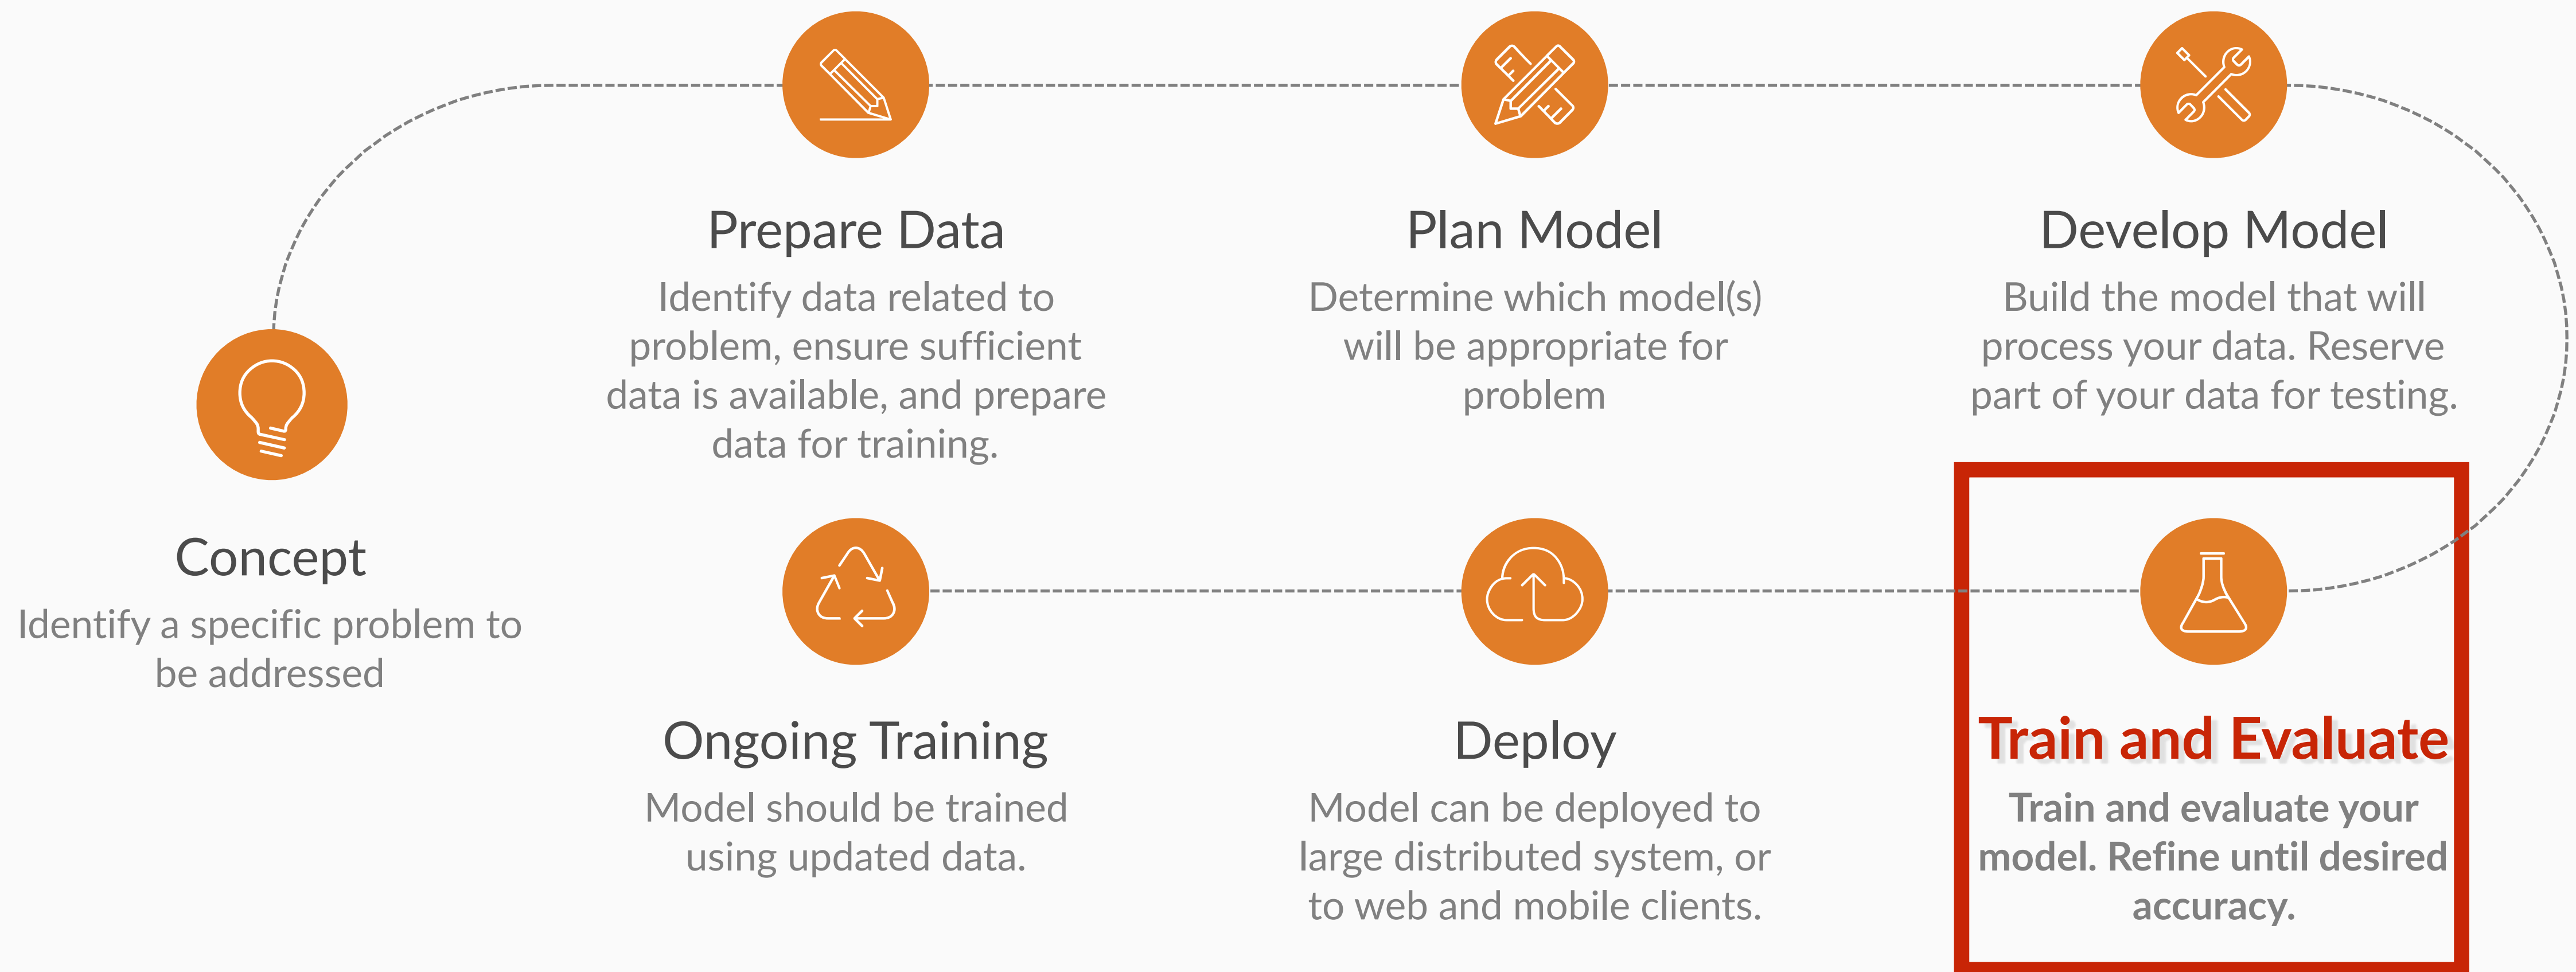 Concept
Identify a specific problem to
be addressed
Prepare Data
Identify data related to
problem, ensure sufficient
data is available, and prepare
data for training.
Plan Model
Determine which model(s)
will be appropriate for
problem
Develop Model
Build the model that will
process your data. Reserve
part of your data for testing.
Train and Evaluate
Train and evaluate your
model. Refine until desired
accuracy.
Deploy
Model can be deployed to
large distributed system, or
to web and mobile clients.
Ongoing Training
Model should be trained
using updated data.